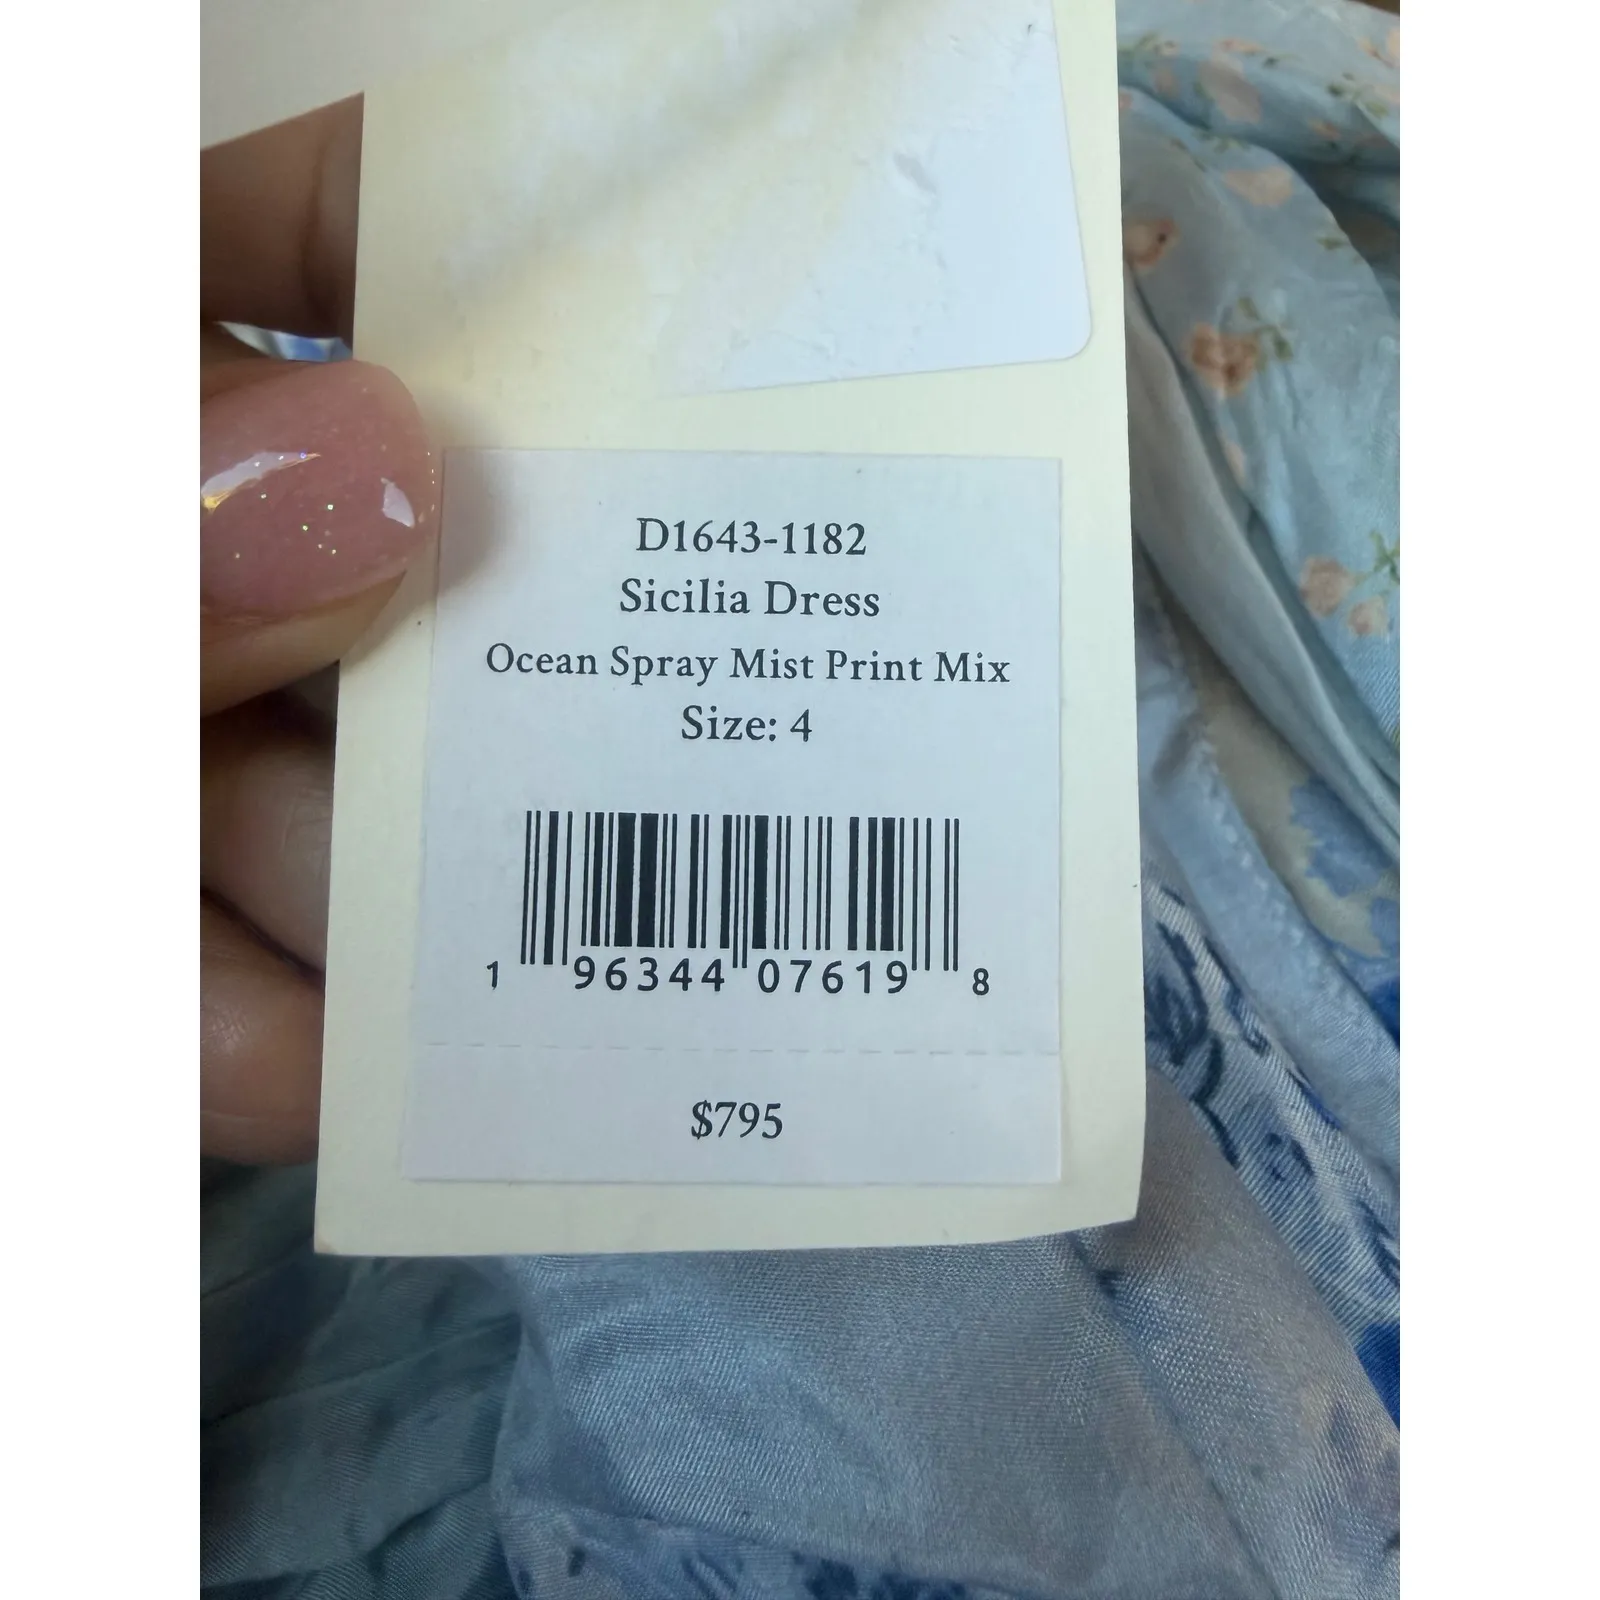 D1643-1182
Sicilia Dress
Ocean Spray Mist Print Mix
Size: 4
1 96344 07619 8
$795